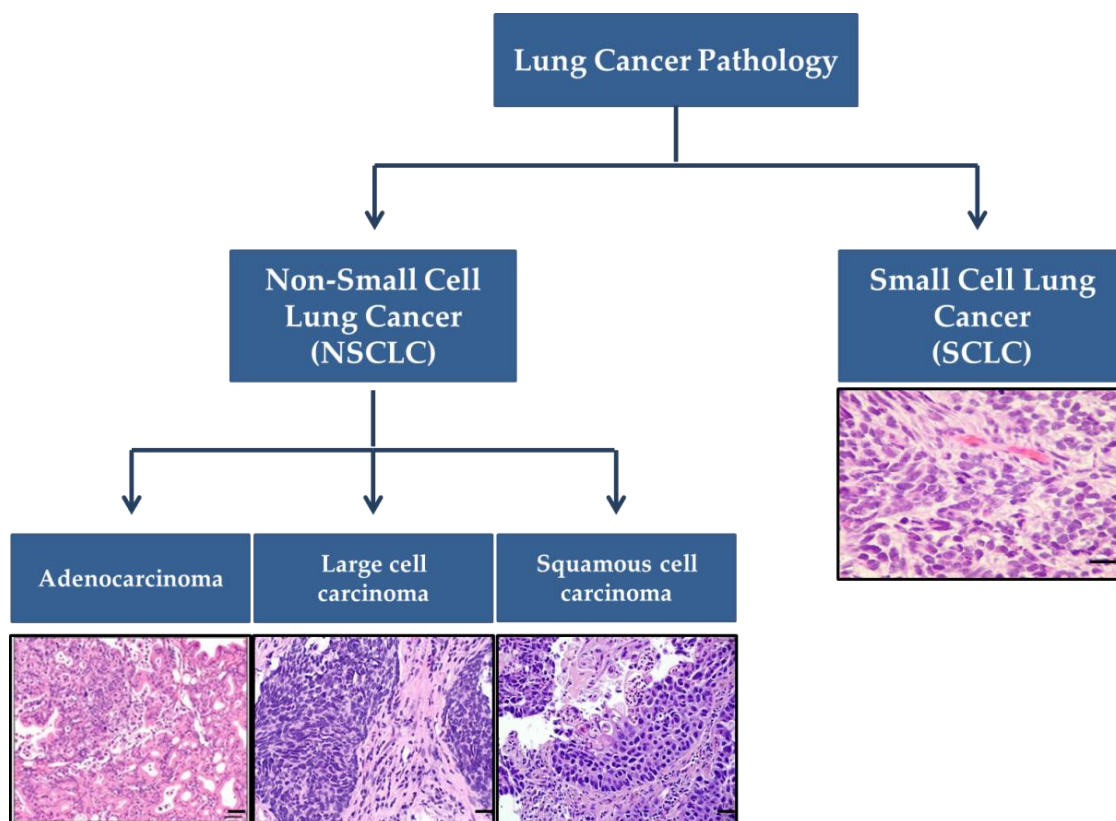 Lung Cancer Pathology
Non-Small Cell
Lung Cancer
(NSCLC)
Small Cell Lung
Cancer
(SCLC)
Adenocarcinoma
Large cell
carcinoma
Squamous cell
carcinoma